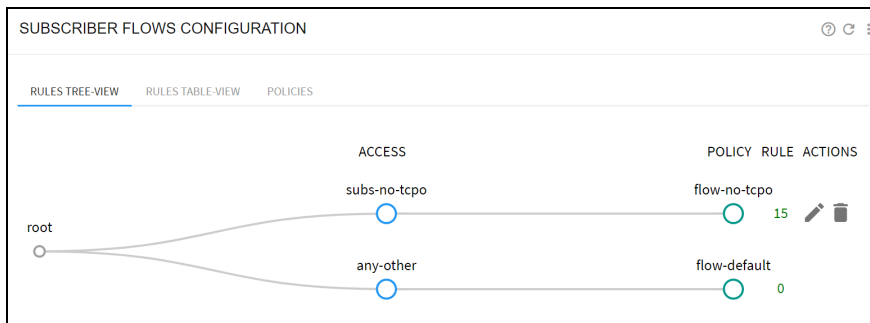 SUBSCRIBER FLOWS CONFIGURATION
RULES TREE-VIEW RULES TABLE-VIEW POLICIES
ACCESS POLICY RULE ACTIONS
subs-no-tcpo flow-no-tcpo
15
root
any-other flow-default
0